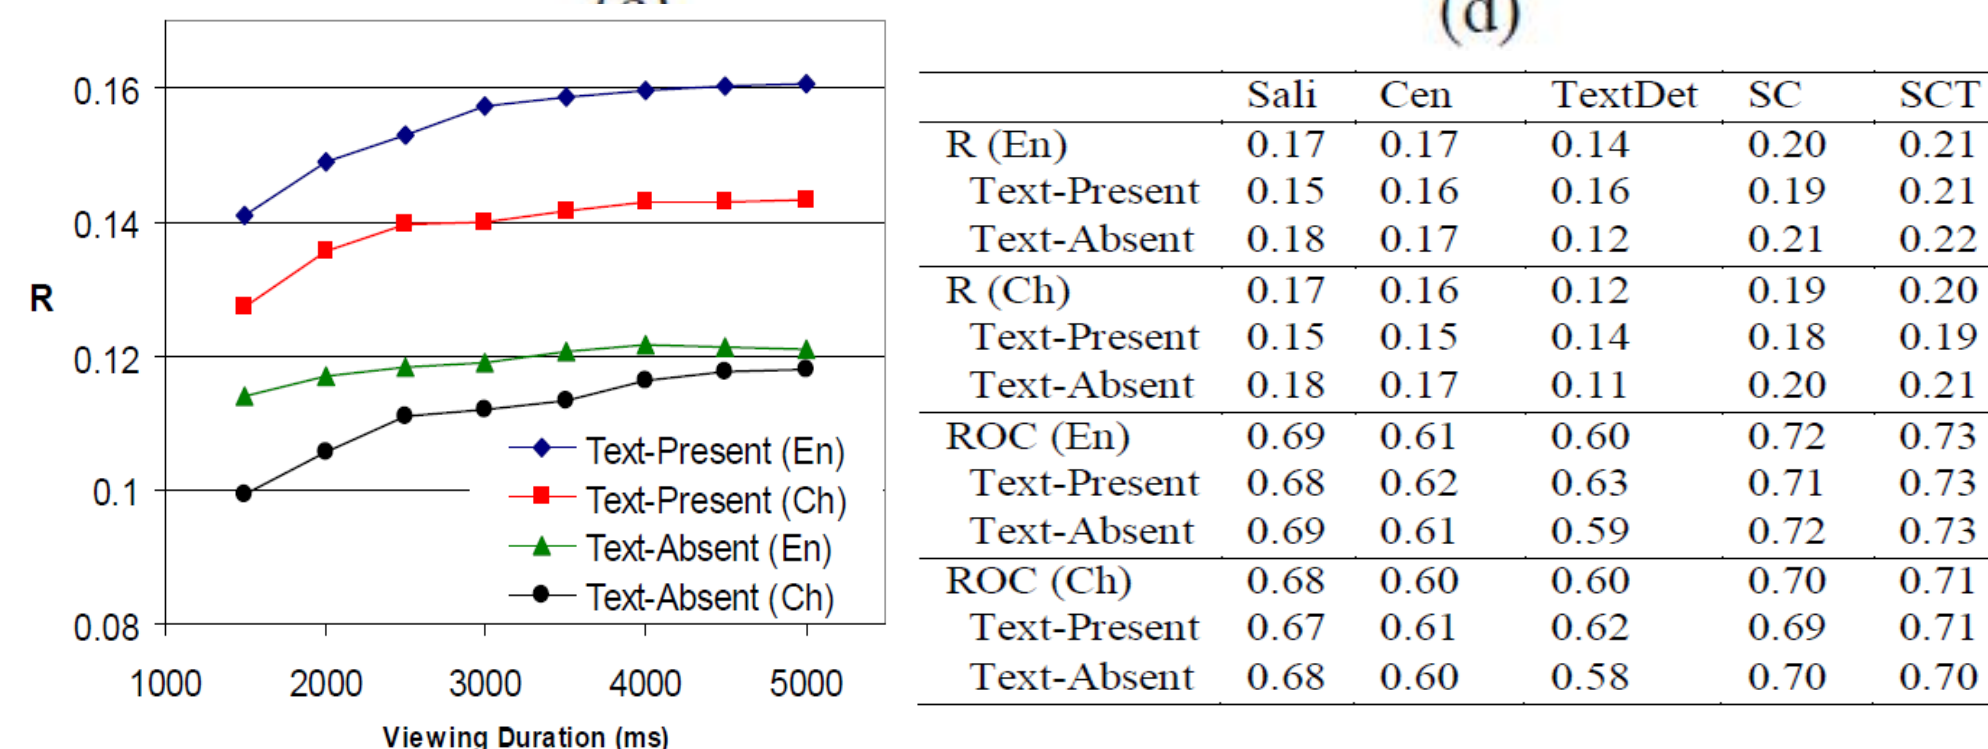 (d)
0.16
0.14
R
0.12
0.1
0.08
1000 2000 3000 4000 5000
Viewing Duration (ms)
Text-Present (En)
Text-Present (Ch)
Text-Absent (En)
Text-Absent (Ch)
Sali Cen TextDet SC SCT
R (En) 0.17 0.17 0.14 0.20 0.21
Text-Present 0.15 0.16 0.16 0.19 0.21
Text-Absent 0.18 0.17 0.12 0.21 0.22
R (Ch) 0.17 0.16 0.12 0.19 0.20
Text-Present 0.15 0.15 0.14 0.18 0.19
Text-Absent 0.18 0.17 0.11 0.20 0.21
ROC (En) 0.69 0.61 0.60 0.72 0.73
Text-Present 0.68 0.62 0.63 0.71 0.73
Text-Absent 0.69 0.61 0.59 0.72 0.73
ROC (Ch) 0.68 0.60 0.60 0.70 0.71
Text-Present 0.67 0.61 0.62 0.69 0.71
Text-Absent 0.68 0.60 0.58 0.70 0.70